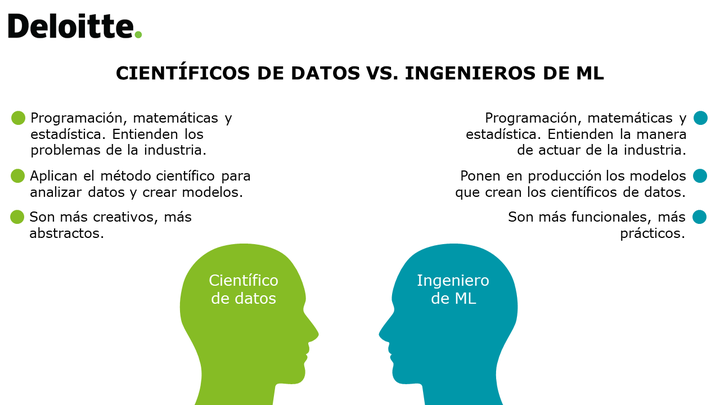 Deloitte.
CIENTÍFICOS DE DATOS VS. INGENIEROS DE ML
Programación, matemáticas y
estadística. Entienden los
problemas de la industria.
Aplican el método científico para
analizar datos y crear modelos.
Son más creativos, más
abstractos.
Programación, matemáticas y
estadística. Entienden la manera
de actuar de la industria.
Ponen en producción los modelos
que crean los científicos de datos.
Son más funcionales, más
prácticos.
Científico
de datos
Ingeniero
de ML